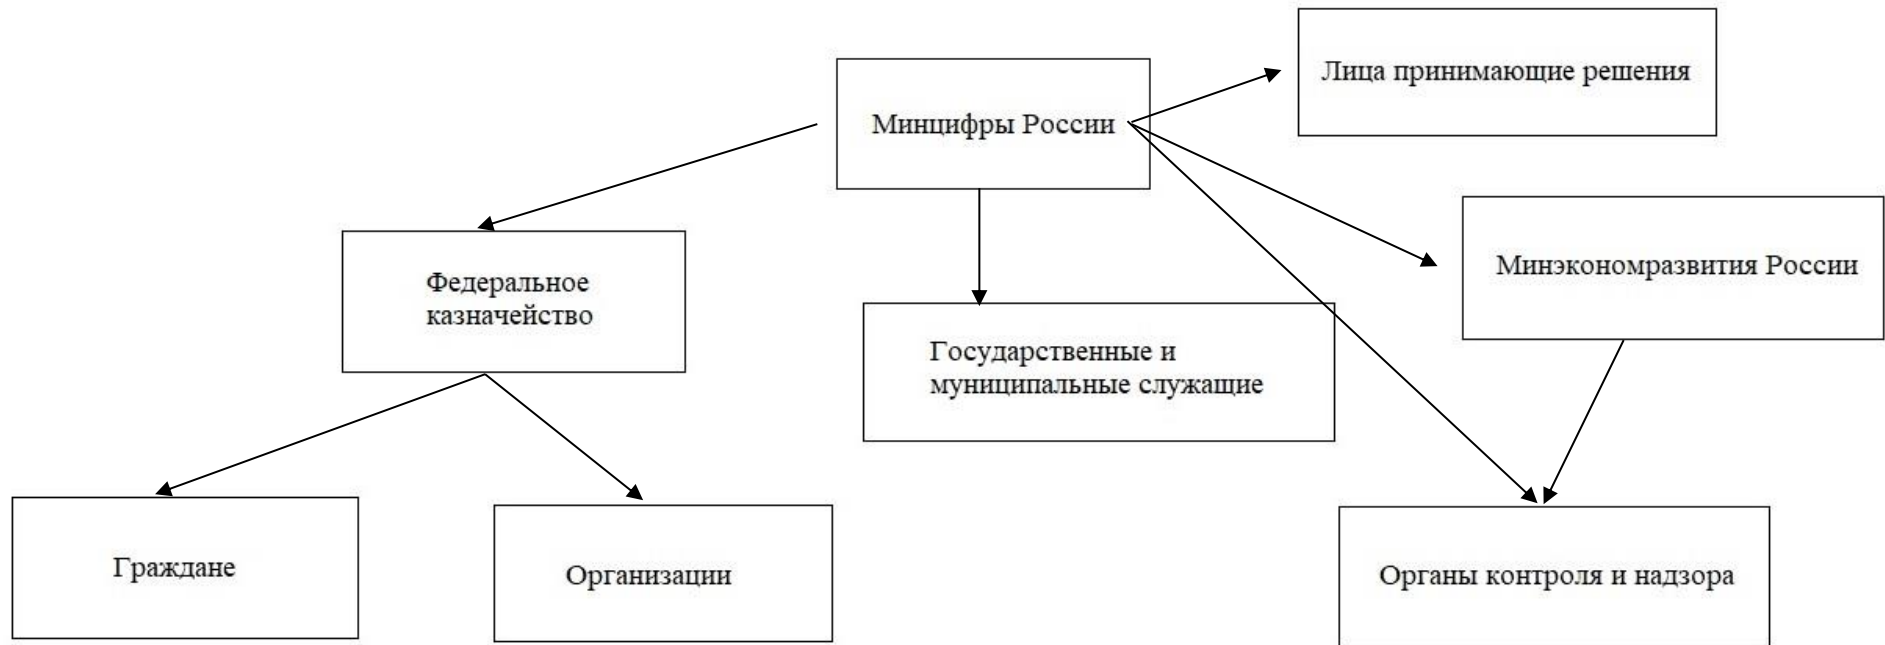 Лица принимающие решения
Минцифры России
Минэкономразвития России
Федеральное
казначейство
Государственные и
муниципальные служащие
Граждане
Организации
Органы контроля и надзора